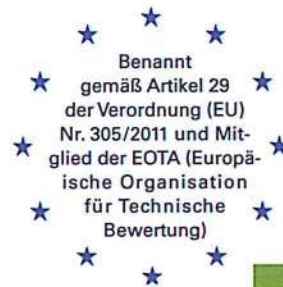 Benannt
gemäß Artikel 29
der Verordnung (EU)
Nr. 305/2011 und Mit-
glied der EOTA (Europä-
ische Organisation
für Technische
Bewertung)